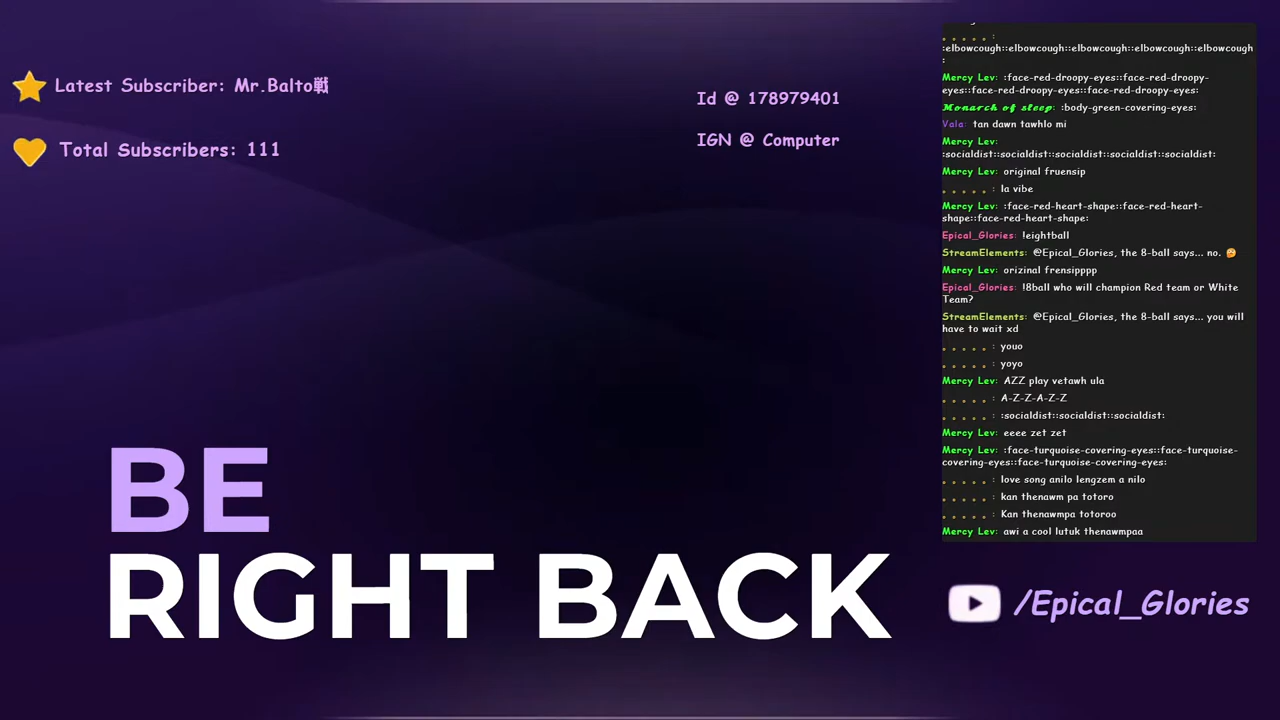 Latest Subscriber: Mr.Balto戦
Total Subscribers: 111
Id @ 178979401
IGN @ Computer
BE
RIGHT BACK
. . . . . :
:elbowcough::elbowcough::elbowcough::elbowcough::elbowcough
:
Mercy Lev: :face-red-droopy-eyes::face-red-droopy-
eyes::face-red-droopy-eyes::face-red-droopy-eyes:
Monarch of sleep: :body-green-covering-eyes:
Vala: tan dawn tawhlo mi
Mercy Lev:
:socialdist::socialdist::socialdist::socialdist::socialdist:
Mercy Lev: original fruensip
. . . . . : la vibe
Mercy Lev: :face-red-heart-shape::face-red-heart-
shape::face-red-heart-shape:
Epical_Glories: !eightball
StreamElements: @Epical_Glories, the 8-ball says... no. 
Mercy Lev: orizinal frensipppp
Epical_Glories: !8ball who will champion Red team or White
Team?
StreamElements: @Epical_Glories, the 8-ball says... you will
have to wait xd
. . . . . : youo
. . . . . : yoyo
Mercy Lev: AZZ play vetawh ula
. . . . . : A-Z-Z-A-Z-Z
. . . . . : :socialdist::socialdist::socialdist:
Mercy Lev: eeee zet zet
Mercy Lev: :face-turquoise-covering-eyes::face-turquoise-
covering-eyes::face-turquoise-covering-eyes:
. . . . . : love song anilo lengzem a nilo
. . . . . : kan thenawm pa totoro
. . . . . : Kan thenawmpa totoroo
Mercy Lev: awi a cool lutuk thenawmpaa
/Epical_Glories